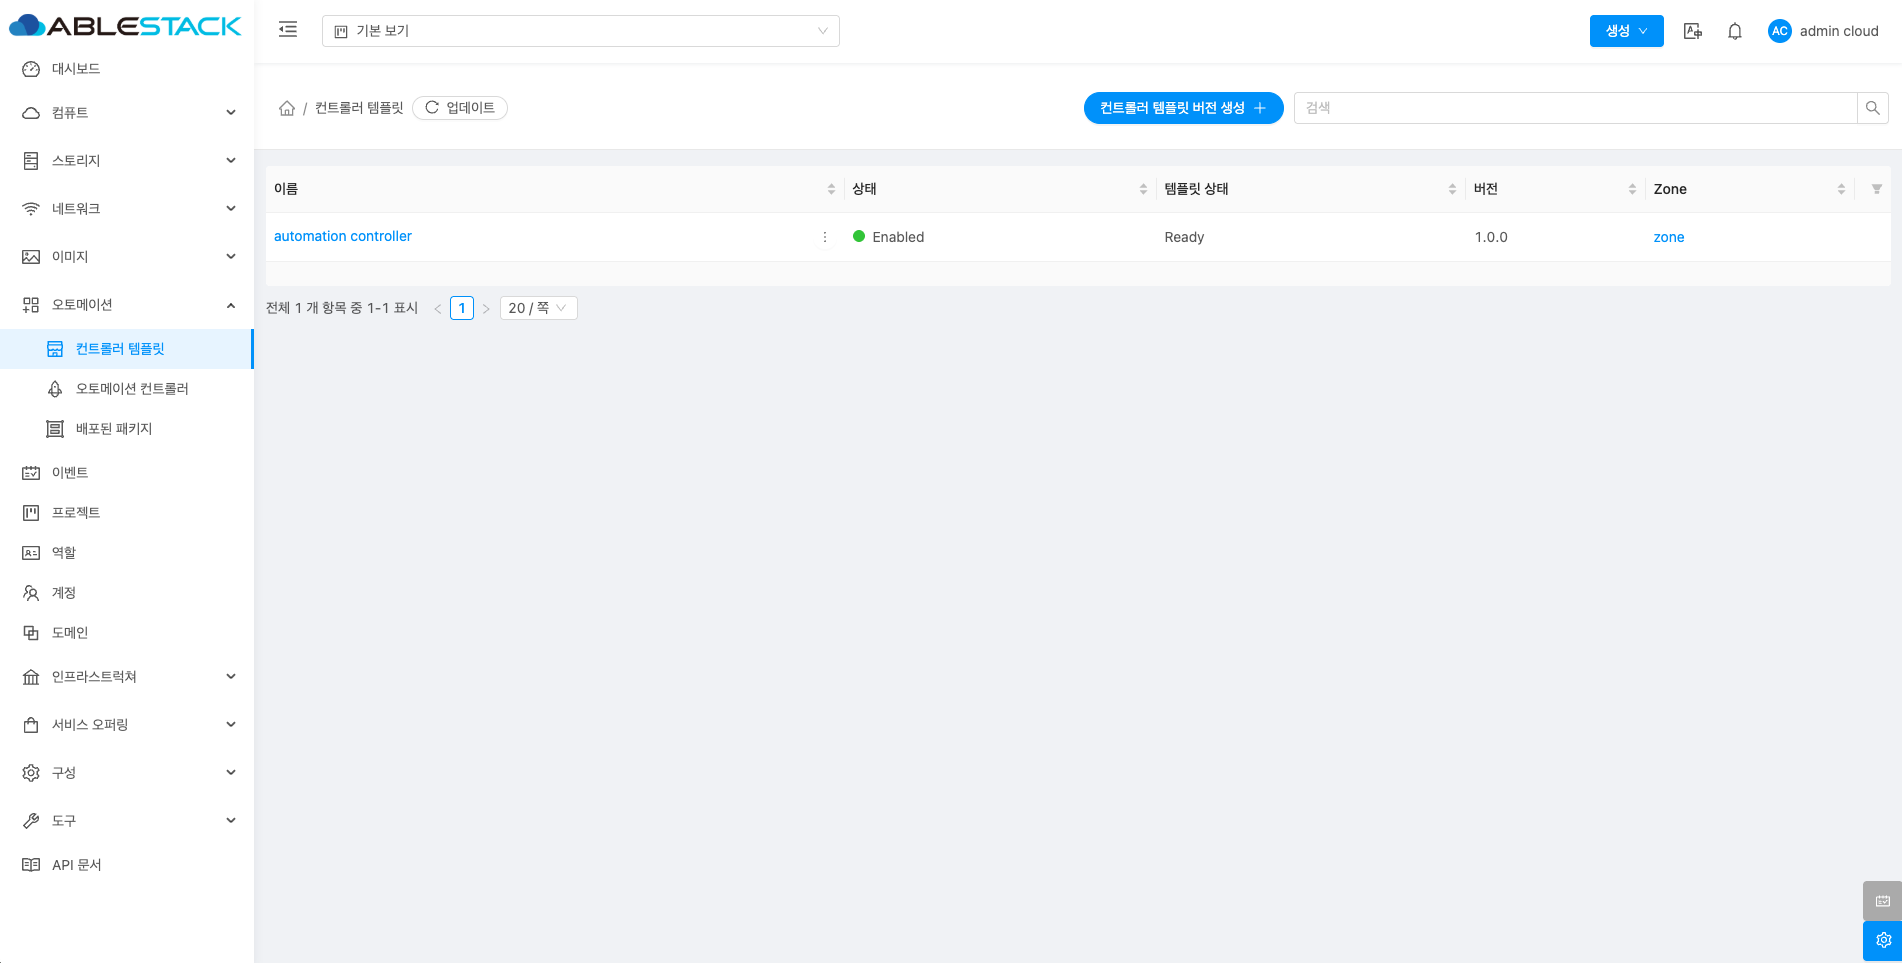 ABLESTACK
기본 보기
생성
AC admin cloud
대시보드
컴퓨트
스토리지
네트워크
이미지
오토메이션
컨트롤러 템플릿
오토메이션 컨트롤러
배포된 패키지
이벤트
프로젝트
역할
계정
도메인
인프라스트럭쳐
서비스 오퍼링
구성
도구
API 문서
/ 컨트롤러 템플릿 업데이트
컨트롤러 템플릿 버전 생성
검색
이름 상태 템플릿 상태 버전 Zone
automation controller Enabled Ready 1.0.0 zone
전체 1 개 항목 중 1-1 표시 < 1 > 20 / 쪽